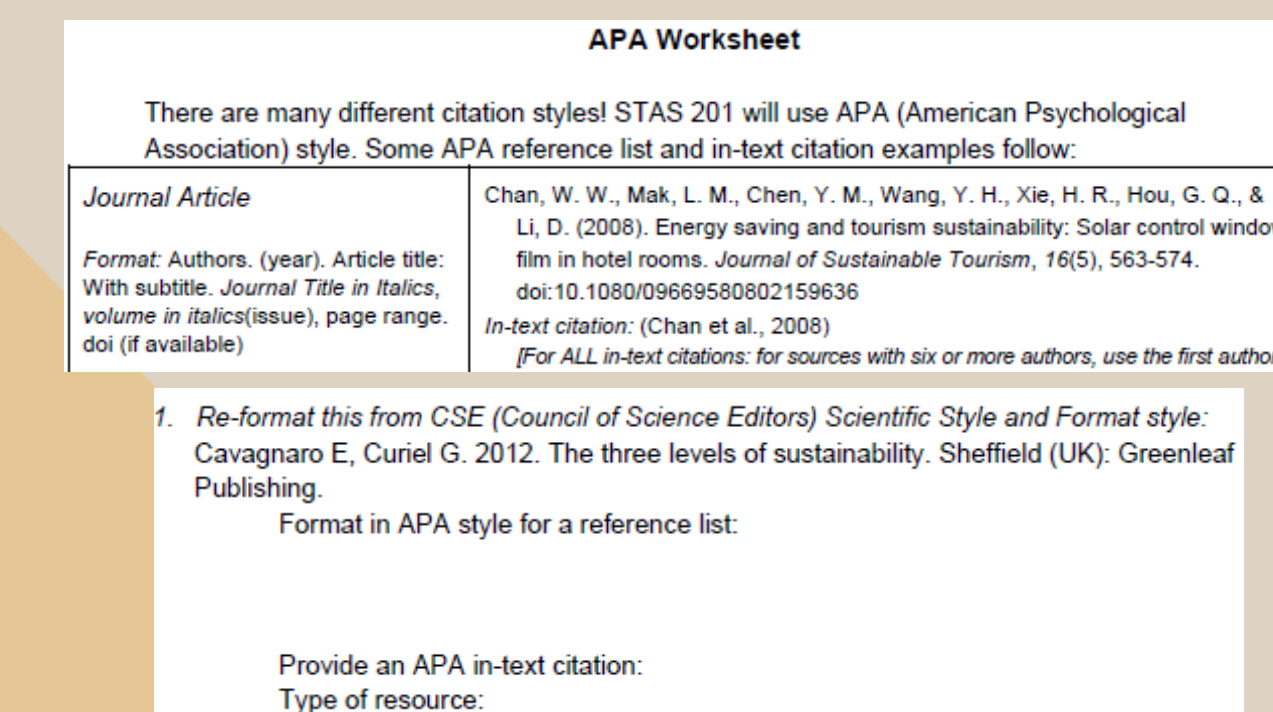 APA Worksheet
There are many different citation styles! STAS 201 will use APA (American Psychological
Association) style. Some APA reference list and in-text citation examples follow:
Journal Article
Format: Authors. (year). Article title:
With subtitle. Journal Title in Italics,
volume in italics(issue), page range.
doi (if available)
Chan, W. W., Mak, L. M., Chen, Y. M., Wang, Y. H., Xie, H. R., Hou, G. Q., &
Li, D. (2008). Energy saving and tourism sustainability: Solar control window
film in hotel rooms. Journal of Sustainable Tourism, 16(5), 563-574.
doi:10.1080/09669580802159636
In-text citation: (Chan et al., 2008)
[For ALL in-text citations: for sources with six or more authors, use the first author
1. Re-format this from CSE (Council of Science Editors) Scientific Style and Format style:
Cavagnaro E, Curiel G. 2012. The three levels of sustainability. Sheffield (UK): Greenleaf
Publishing.
Format in APA style for a reference list:
Provide an APA in-text citation:
Type of resource: